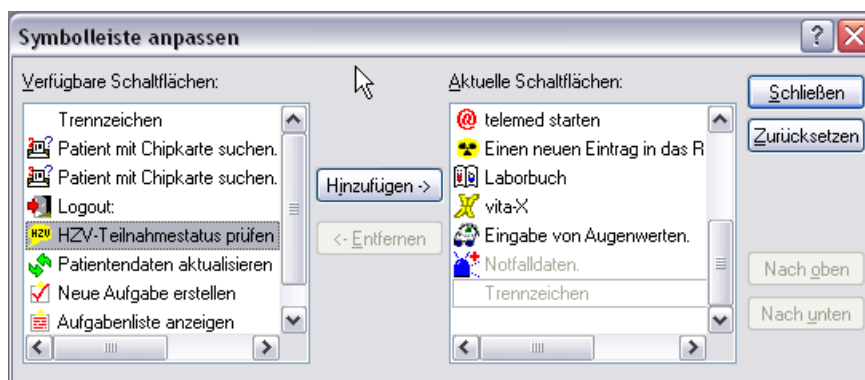 Symbolleiste anpassen
Verfügbare Schaltflächen:
Trennzeichen
Patient mit Chipkarte suchen.
Patient mit Chipkarte suchen.
Logout:
HZV HZV-Teilnahmestatus prüfen
Patientendaten aktualisieren
Neue Aufgabe erstellen
Aufgabenliste anzeigen
Hinzufügen ->
<- Entfernen
Aktuelle Schaltflächen:
@ telemed starten
Einen neuen Eintrag in das R
Laborbuch
vita-X
Eingabe von Augenwerten.
Notfalldaten.
Trennzeichen
Schließen
Zurücksetzen
Nach oben
Nach unten